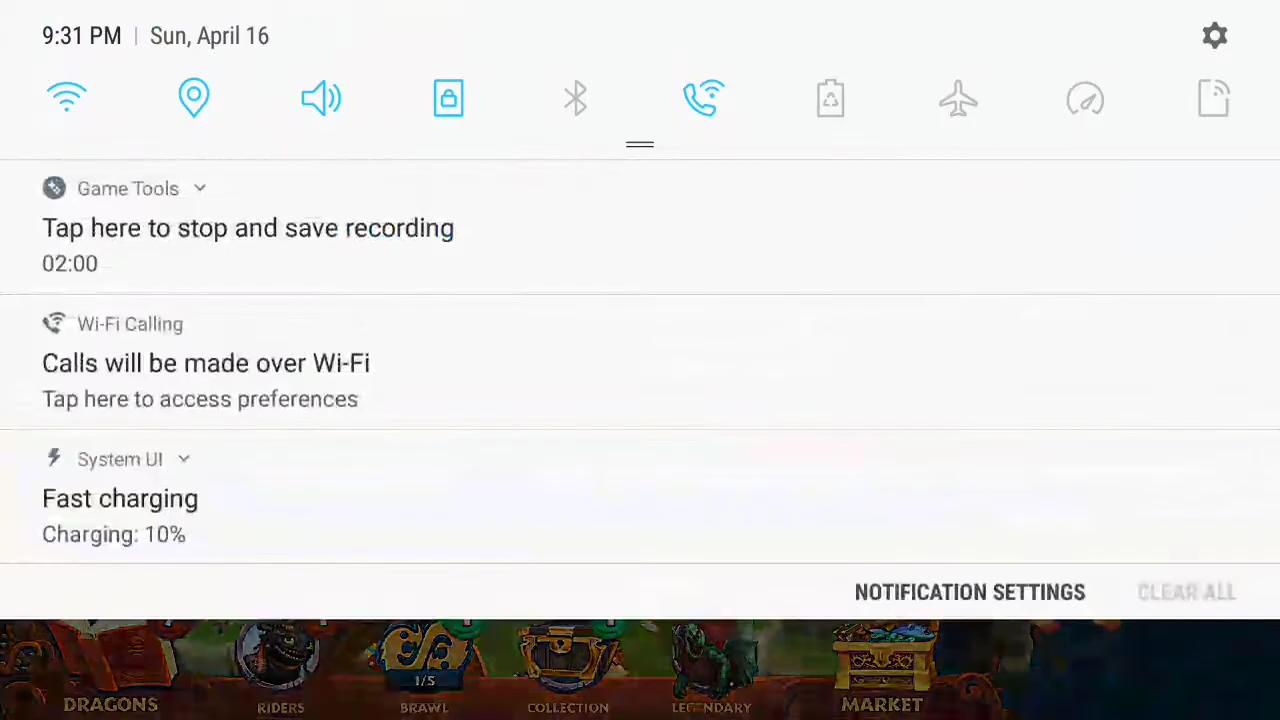 9:31 PM | Sun, April 16
Game Tools
Tap here to stop and save recording
02:00
Wi-Fi Calling
Calls will be made over Wi-Fi
Tap here to access preferences
System UI
Fast charging
Charging: 10%
NOTIFICATION SETTINGS CLEAR ALL
1/5
DRAGONS RIDERS BRAWL COLLECTION LEGENDARY MARKET